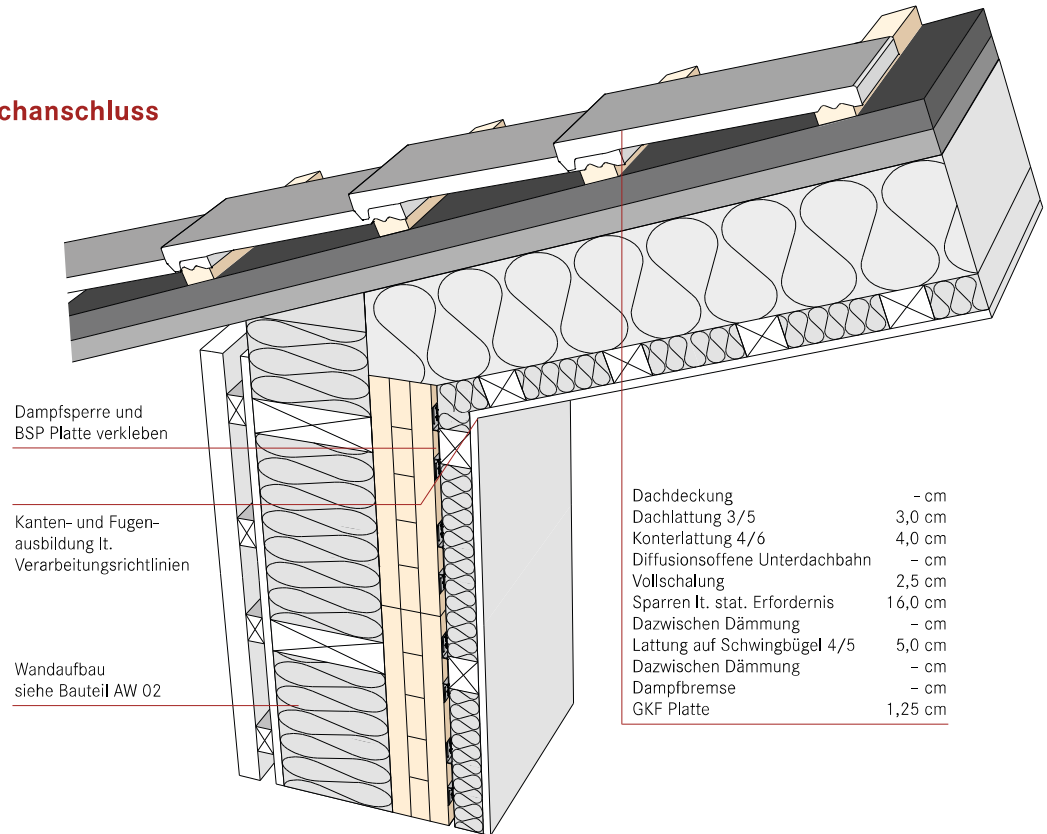 chanschluss
Dampfsperre und
BSP Platte verkleben
Kanten- und Fugen-
ausbildung lt.
Verarbeitungsrichtlinien
Wandaufbau
siehe Bauteil AW 02
Dachdeckung – cm
Dachlattung 3/5 3,0 cm
Konterlattung 4/6 4,0 cm
Diffusionsoffene Unterdachbahn – cm
Vollschalung 2,5 cm
Sparren lt. stat. Erfordernis 16,0 cm
Dazwischen Dämmung – cm
Lattung auf Schwingbügel 4/5 5,0 cm
Dazwischen Dämmung – cm
Dampfbremse – cm
GKF Platte 1,25 cm